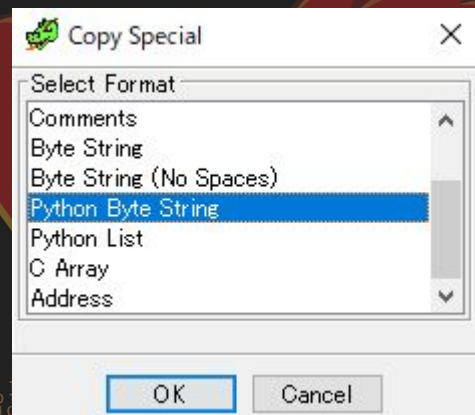 Copy Special
Select Format
Comments
Byte String
Byte String (No Spaces)
Python Byte String
Python List
C Array
Address
OK
Cancel